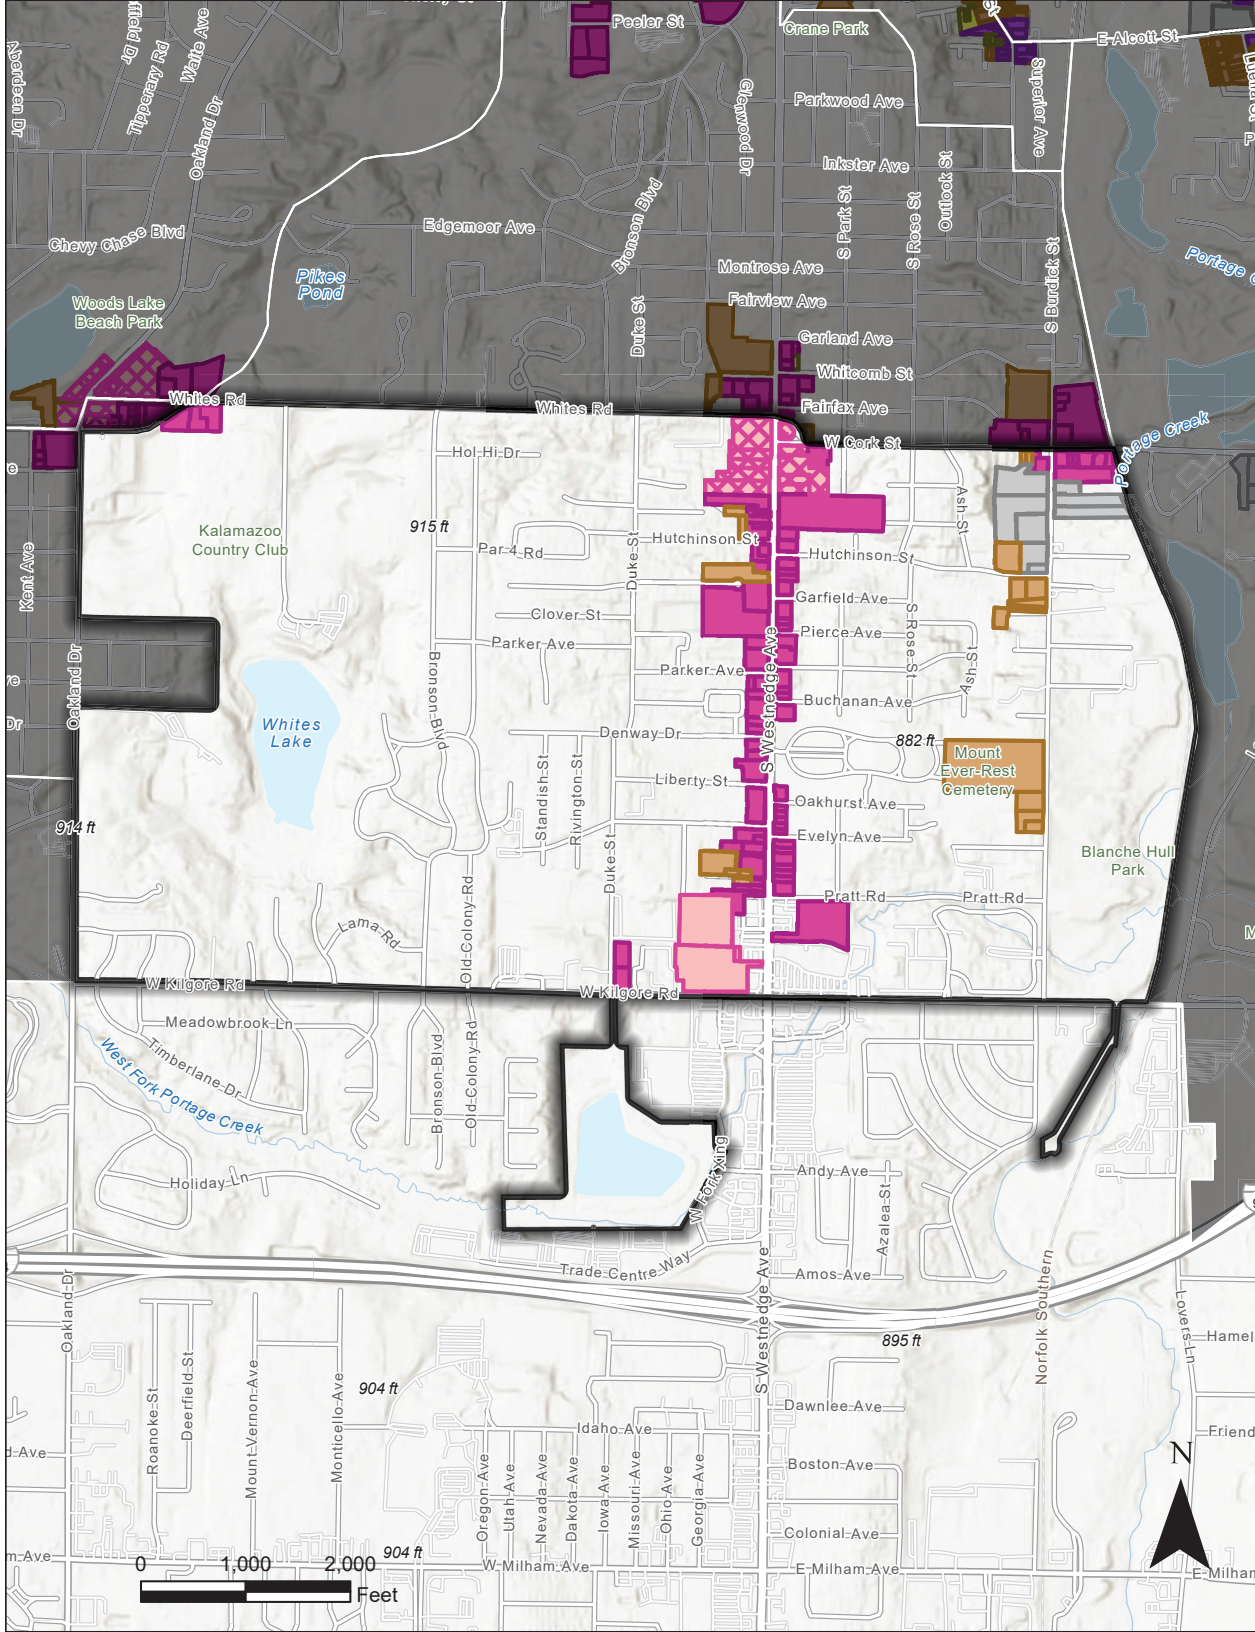 Peeler St
Crane Park
E Alcott St
Aberdeen Dr
Tipperary Rd
Waite Ave
Oakland Dr
Glenwood Dr
Superior Ave
Parkwood Ave
Inkster Ave
Outlook St
S Park St
S Rose St
Bronson Blvd
Chevy Chase Blvd
Edgemoor Ave
Montrose Ave
Portage C
Pikes
Pond
Woods Lake
Beach Park
Fairview Ave
Duke St
S Burdick St
Garland Ave
Whitcomb St
Whites Rd
Whites Rd
Fairfax Ave
W Cork St
Portage Creek
Hol Hi Dr
e
Kalamazoo
Country Club
915 ft
Ash St
Hutchinson St
Par 4 Rd
Hutchinson St
Duke St
Kent Ave
Garfield Ave
Clover St
S Rose St
Pierce Ave
Parker Ave
Parker Ave
Ash St
ve
Oakland Dr
Bronson Blvd
S Westnedge Ave
Buchanan Ave
Dr
Whites
Lake
Denway Dr
882 ft
Mount
Ever-Rest
Cemetery
Liberty St
Standish St
Rivington St
Oakhurst Ave
914 ft
Evelyn Ave
Duke St
Blanche Hull
Park
Pratt Rd
Pratt Rd
Lama Rd
Old Colony Rd
M
W Kilgore Rd
W Kilgore Rd
Meadowbrook Ln
Timberlane Dr
West Fork Portage Creek
Bronson Blvd
Old Colony Rd
Holiday Ln
W Fork Xing
Andy Ave
Azalea St
Trade Centre Way
Amos Ave
S Westnedge Ave
Norfolk Southern
Oakland Dr
Lovers Ln
895 ft
Hamel
904 ft
Roanoke St
Deerfield St
Mount Vernon Ave
Monticello Ave
Dawnlee Ave
Idaho Ave
Friend
d Ave
Boston Ave
N
Oregon Ave
Utah Ave
Nevada Ave
Dakota Ave
Iowa Ave
Missouri Ave
Ohio Ave
Georgia Ave
Colonial Ave
m Ave
904 ft
W Milham Ave
E Milham Ave
E Milham
0 1,000 2,000
Feet